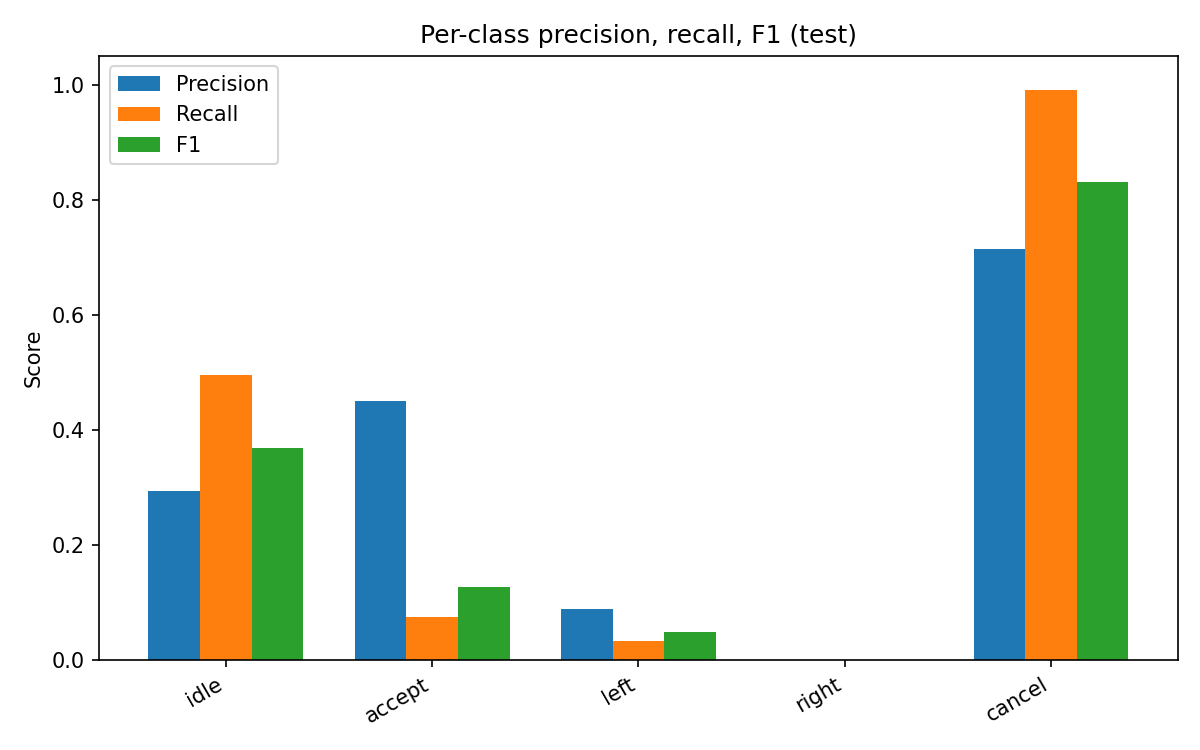 Per-class precision, recall, F1 (test)
Precision
Recall
F1
Score
1.0
0.8
0.6
0.4
0.2
0.0
idle
accept
left
right
cancel